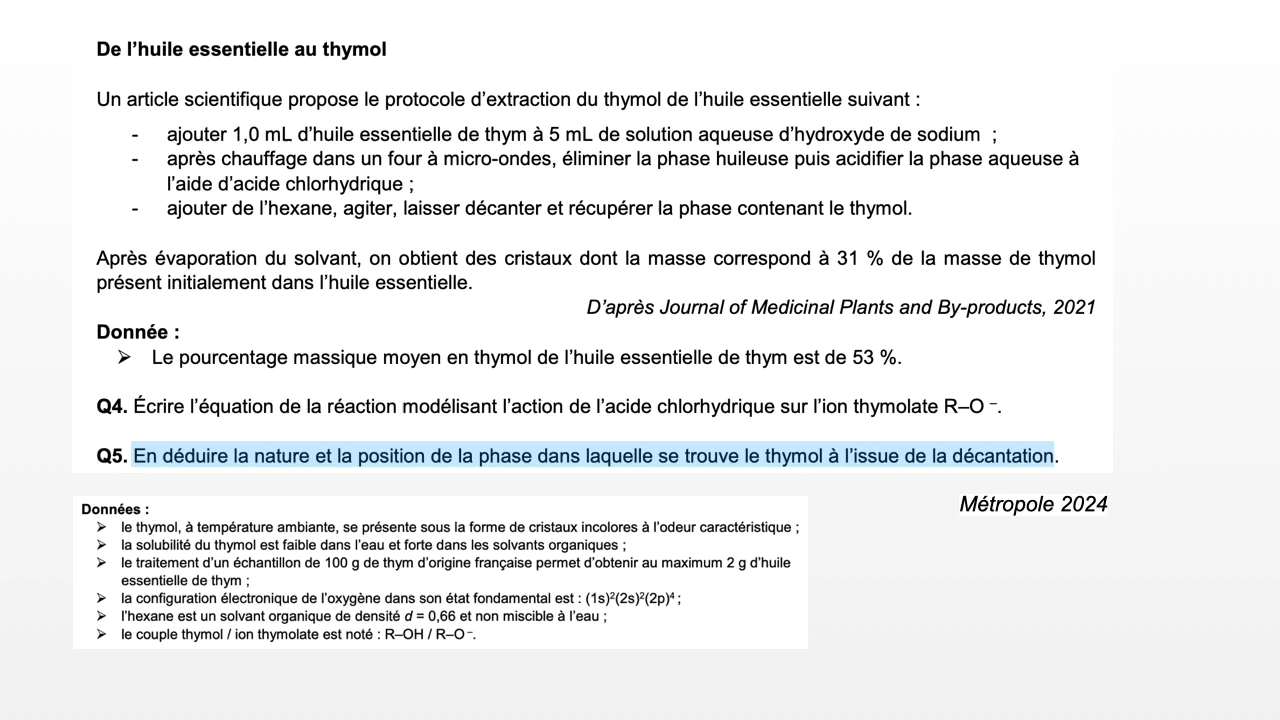 De l’huile essentielle au thymol
Un article scientifique propose le protocole d’extraction du thymol de l’huile essentielle suivant :
- ajouter 1,0 mL d’huile essentielle de thym à 5 mL de solution aqueuse d’hydroxyde de sodium ;
- après chauffage dans un four à micro-ondes, éliminer la phase huileuse puis acidifier la phase aqueuse à
l’aide d’acide chlorhydrique ;
- ajouter de l’hexane, agiter, laisser décanter et récupérer la phase contenant le thymol.
Après évaporation du solvant, on obtient des cristaux dont la masse correspond à 31 % de la masse de thymol
présent initialement dans l’huile essentielle.
D’après Journal of Medicinal Plants and By-products, 2021
Donnée :
➢ Le pourcentage massique moyen en thymol de l’huile essentielle de thym est de 53 %.
Q4. Écrire l’équation de la réaction modélisant l’action de l’acide chlorhydrique sur l’ion thymolate R–O ⁻.
Q5. En déduire la nature et la position de la phase dans laquelle se trouve le thymol à l’issue de la décantation.
Métropole 2024
Données :
➢ le thymol, à température ambiante, se présente sous la forme de cristaux incolores à l’odeur caractéristique ;
➢ la solubilité du thymol est faible dans l’eau et forte dans les solvants organiques ;
➢ le traitement d’un échantillon de 100 g de thym d’origine française permet d’obtenir au maximum 2 g d’huile
essentielle de thym ;
➢ la configuration électronique de l’oxygène dans son état fondamental est : (1s)²(2s)²(2p)⁴ ;
➢ l’hexane est un solvant organique de densité d = 0,66 et non miscible à l’eau ;
➢ le couple thymol / ion thymolate est noté : R–OH / R–O ⁻.